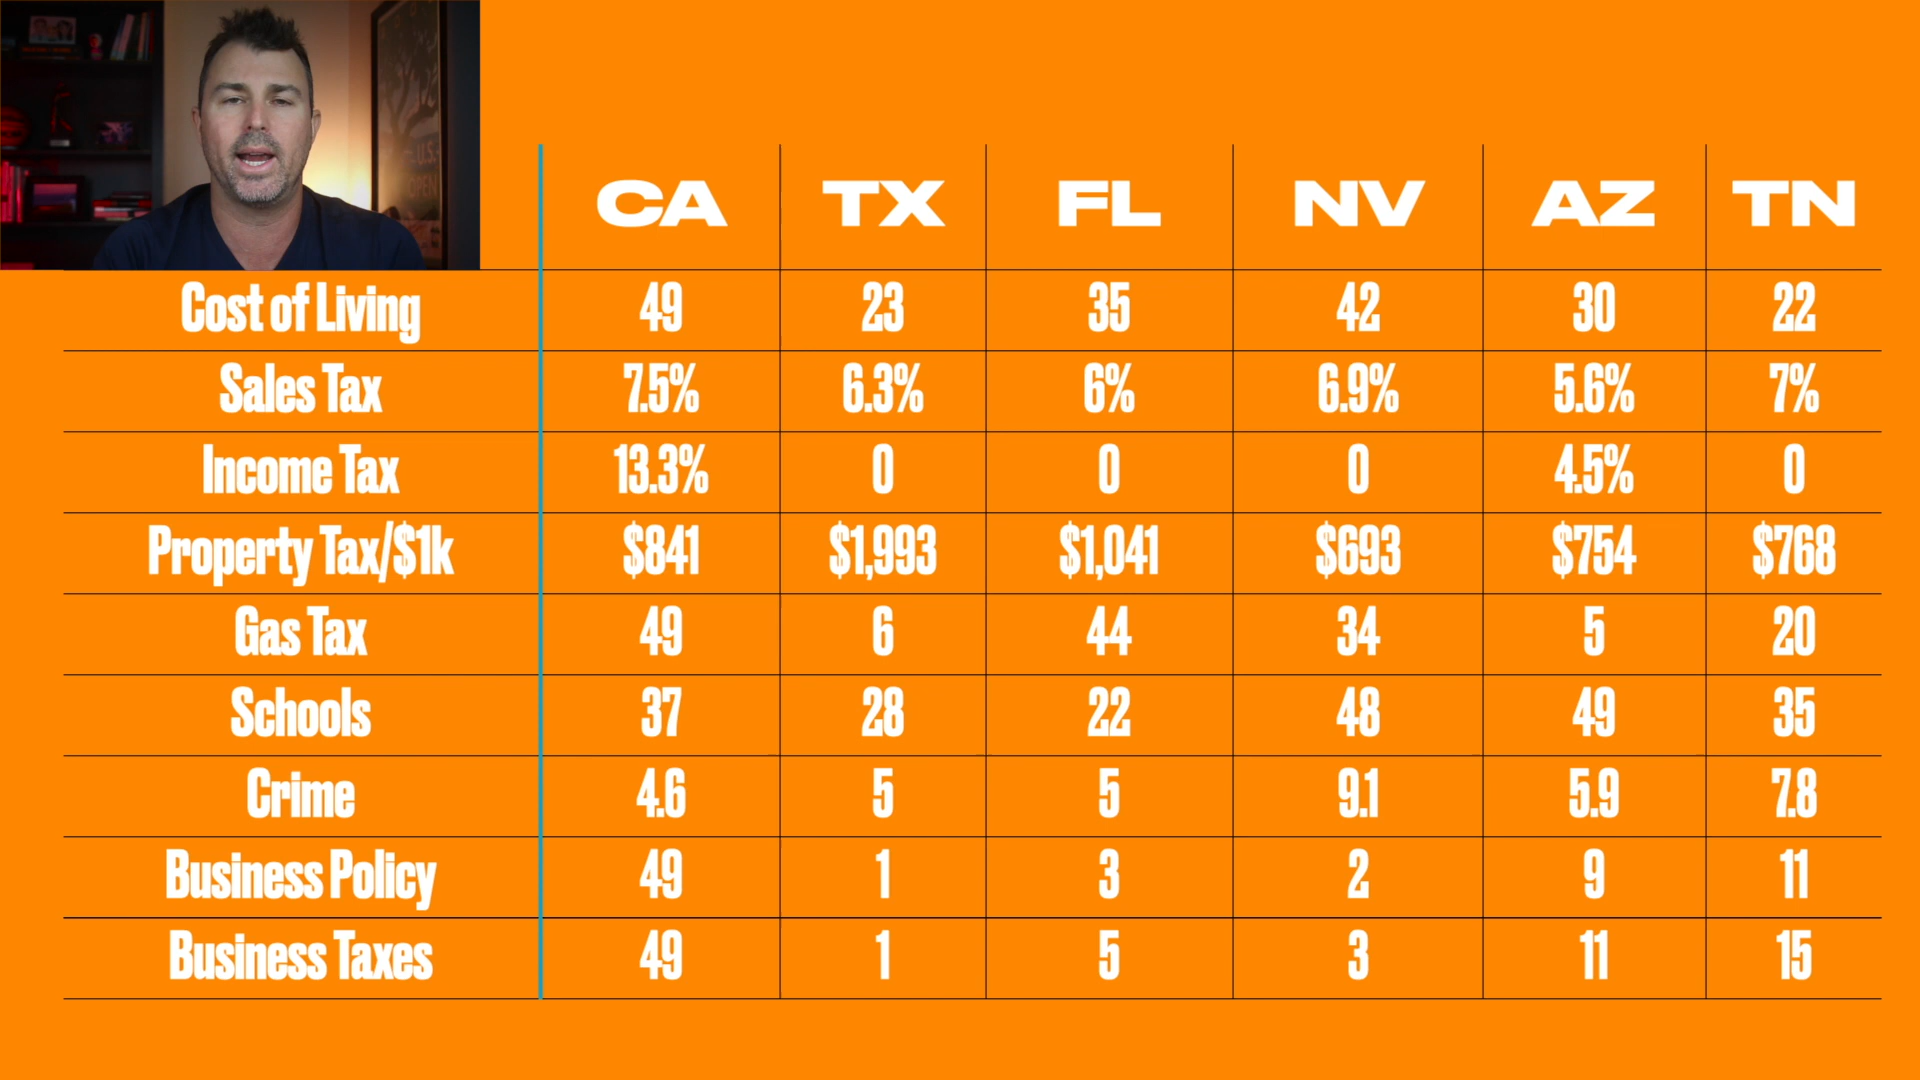 U.S.
OPEN
CA TX FL NV AZ TN
Cost of Living 49 23 35 42 30 22
Sales Tax 7.5% 6.3% 6% 6.9% 5.6% 7%
Income Tax 13.3% 0 0 0 4.5% 0
Property Tax/$1k $841 $1,993 $1,041 $693 $754 $768
Gas Tax 49 6 44 34 5 20
Schools 37 28 22 48 49 35
Crime 4.6 5 5 9.1 5.9 7.8
Business Policy 49 1 3 2 9 11
Business Taxes 49 1 5 3 11 15